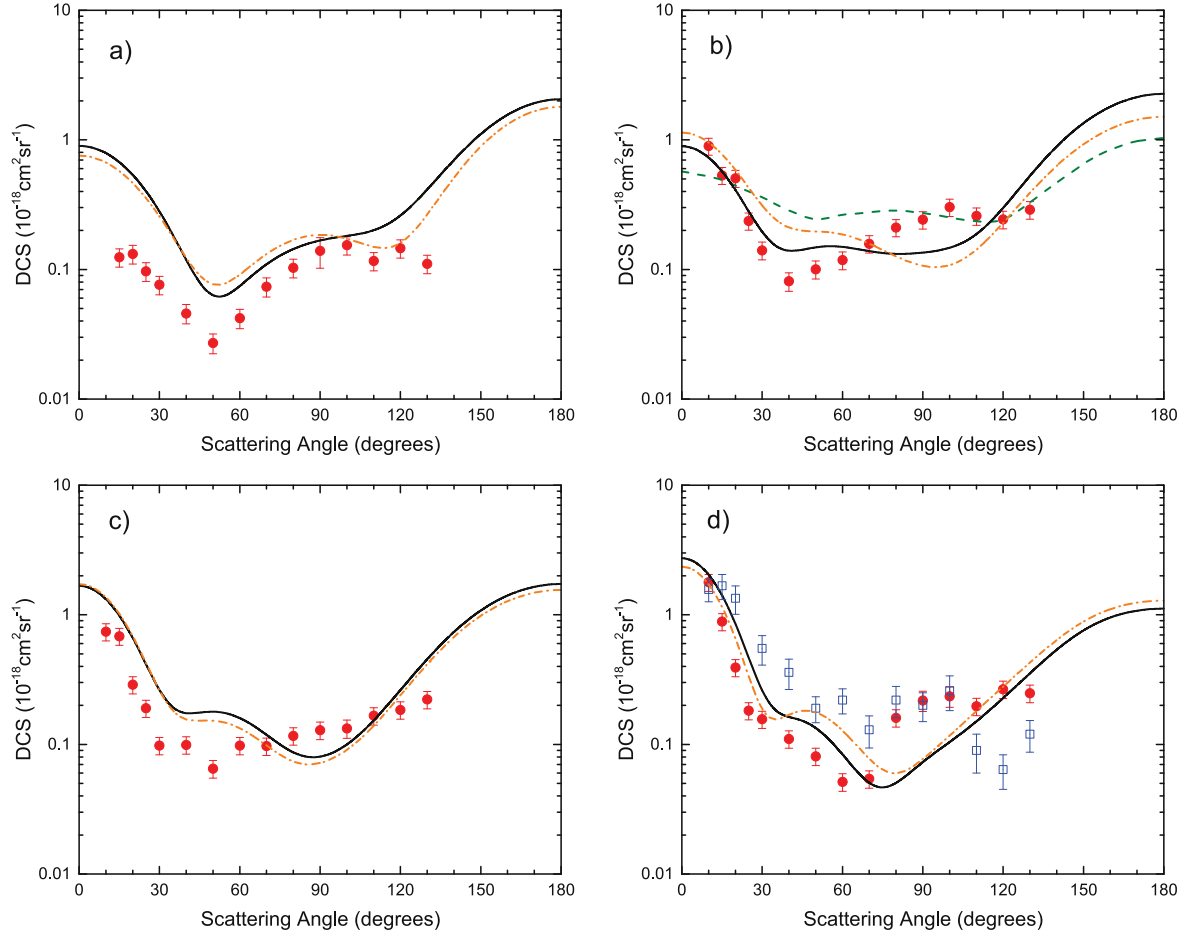 a)
10
1
0.1
0.01
DCS (10⁻¹⁸cm²sr⁻¹)
0 30 60 90 120 150 180
Scattering Angle (degrees)
b)
10
1
0.1
0.01
DCS (10⁻¹⁸cm²sr⁻¹)
0 30 60 90 120 150 180
Scattering Angle (degrees)
c)
10
1
0.1
0.01
DCS (10⁻¹⁸cm²sr⁻¹)
0 30 60 90 120 150 180
Scattering Angle (degrees)
d)
10
1
0.1
0.01
DCS (10⁻¹⁸cm²sr⁻¹)
0 30 60 90 120 150 180
Scattering Angle (degrees)